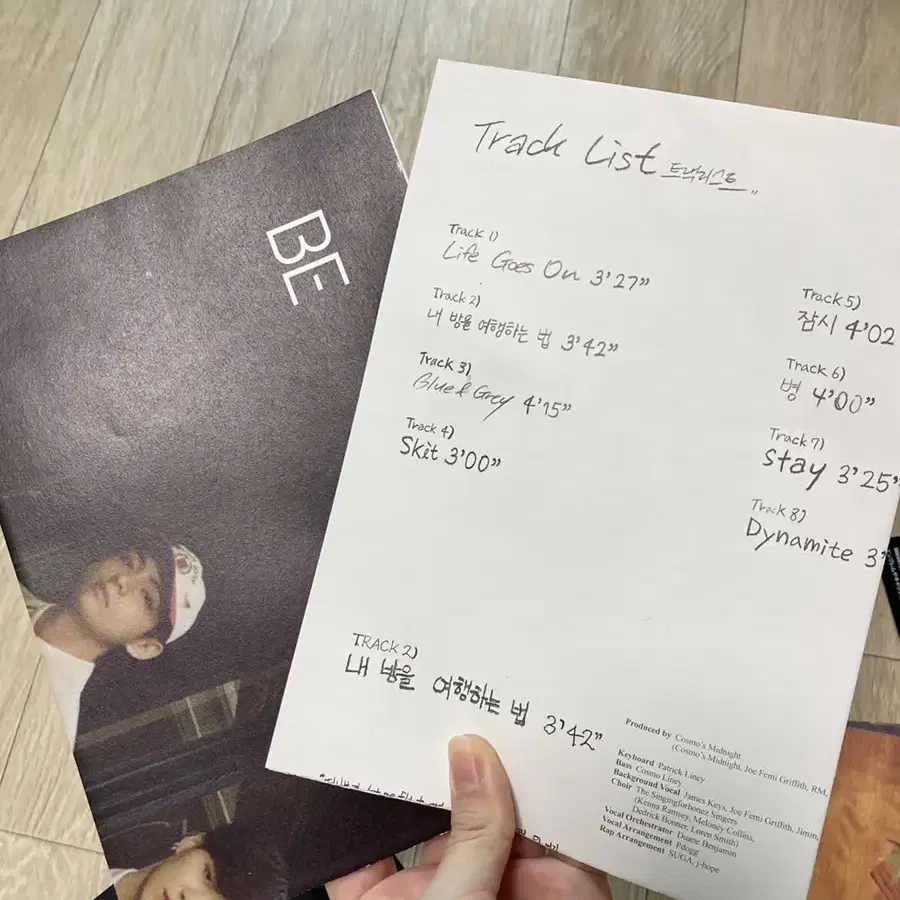 BE
Track List 트랙리스트
Track 1)
Life Goes On 3'27"
Track 2)
내 방을 여행하는 법 3'42"
Track 3)
Blue & Grey 4'15"
Track 4)
Skit 3'00"
Track 5)
잠시 4'02
Track 6)
병 4'00"
Track 7)
Stay 3'25"
Track 8)
Dynamite 3'
TRACK 2)
내 방을 여행하는 법 3'42"
Produced by Cosmo's Midnight
(Cosmo's Midnight, Joe Femi Griffith, RM,
Keyboard Patrick Liney
Bass Cosmo Liney
Background Vocal James Keys, Joe Femi Griffith, Jimin,
Choir The Singingforbonez Singers
(Kenna Ramsey, Meloney Collins,
Dedrick Bonner, Loren Smith)
Vocal Orchestrator Duane Benjamin
Vocal Arrangement Pdogg
Rap Arrangement SUGA, j-hope